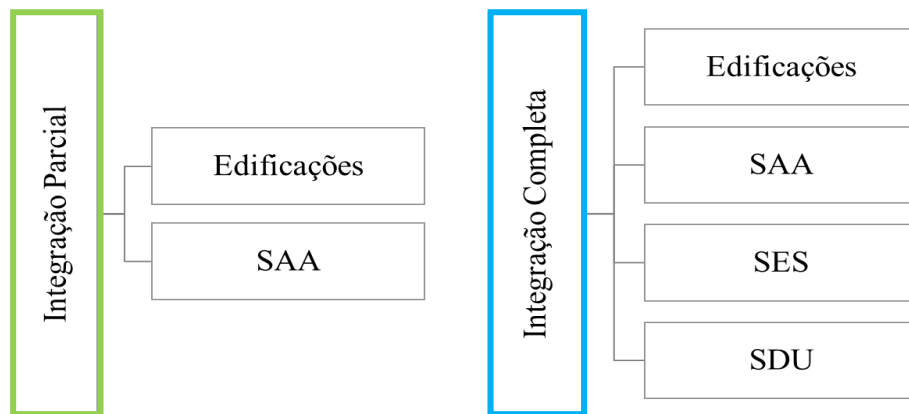 Integração Parcial
Edificações
SAA
Integração Completa
Edificações
SAA
SES
SDU